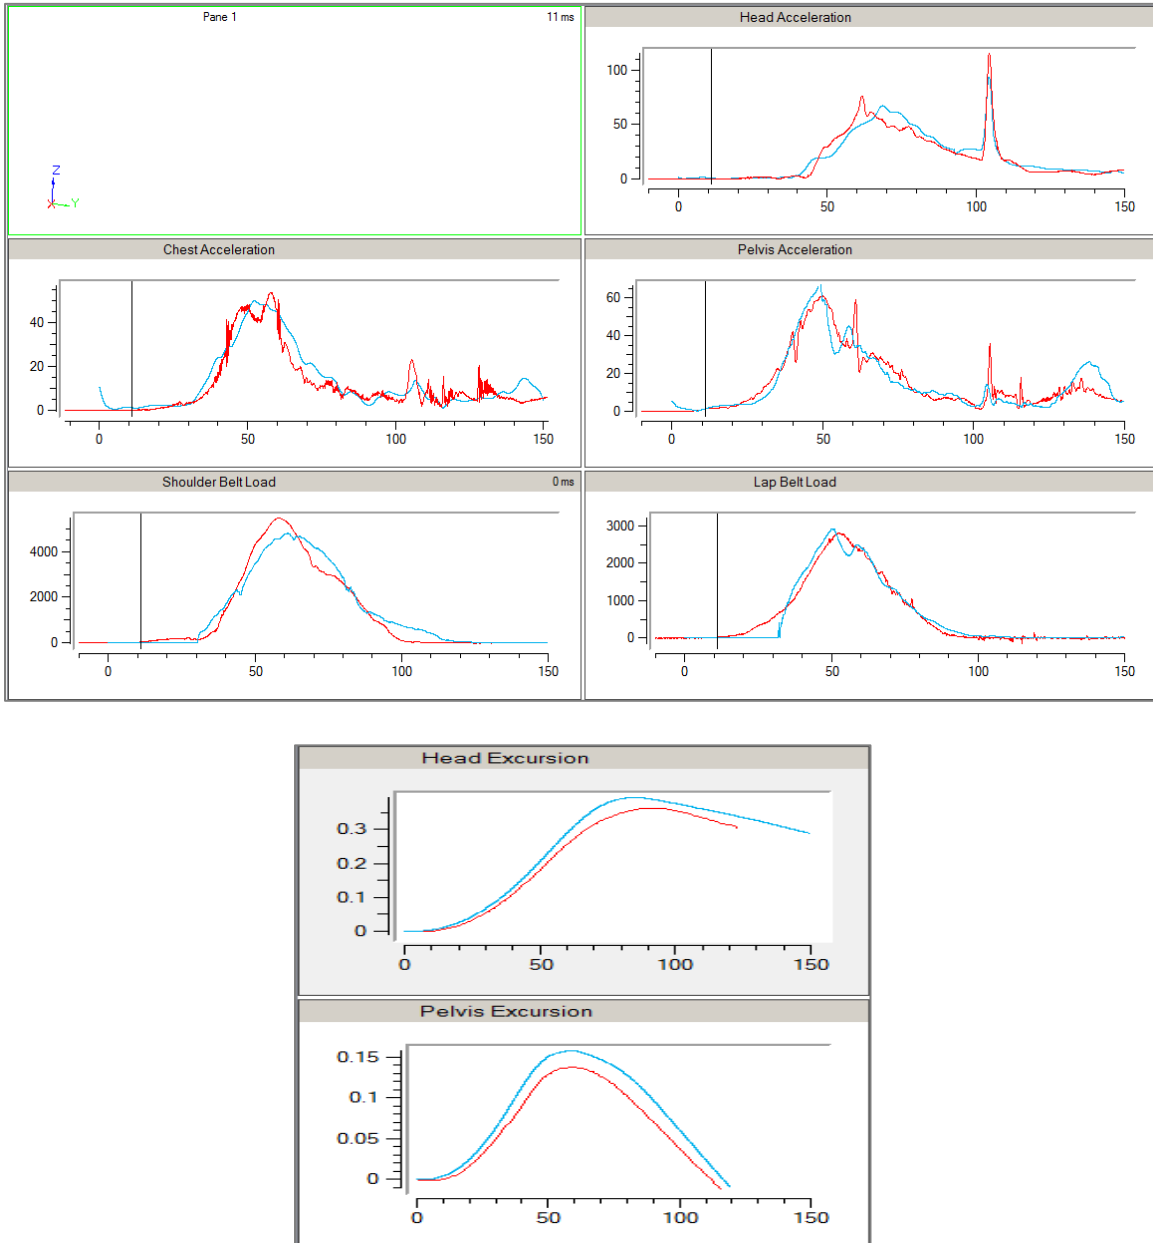 Pane 1
11 ms
Z
Y
X
Head Acceleration
100
50
0
0 50 100 150
Chest Acceleration
40
20
0
0 50 100 150
Pelvis Acceleration
60
40
20
0
0 50 100 150
Shoulder Belt Load
0 ms
4000
2000
0
0 50 100 150
Lap Belt Load
3000
2000
1000
0
0 50 100 150
Head Excursion
0.3
0.2
0.1
0
0 50 100 150
Pelvis Excursion
0.15
0.1
0.05
0
0 50 100 150